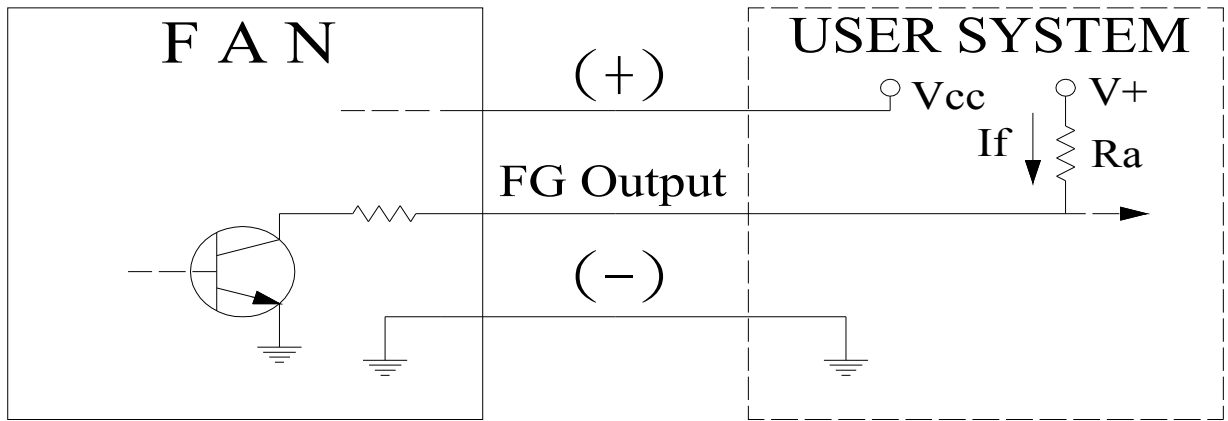 F A N
USER SYSTEM
(+)
Vcc
V+
If
Ra
FG Output
(-)